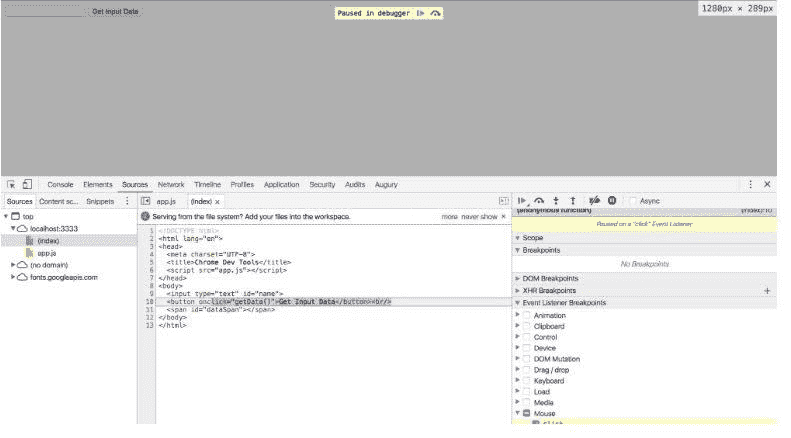 Get Input Data
Paused in debugger
1280px × 289px
Console Elements Sources Network Timeline Profiles Application Security Audits Augury
Sources Content sc... Snippets
app.js (index) ×
Async
top
localhost:3333
(index)
app.js
(no domain)
fonts.googleapis.com
Serving from the file system? Add your files into the workspace. more never show ×
1 <!DOCTYPE html>
2 <html lang="en">
3 <head>
4 <meta charset="UTF-8">
5 <title>Chrome Dev Tools</title>
6 <script src="app.js"></script>
7 </head>
8 <body>
9 <input type="text" id="name">
10 <button onclick="getData()">Get Input Data</button><br/>
11 <span id="dataSpan"></span>
12 </body>
13 </html>
(anonymous function) (index):10
Paused on a "click" Event Listener
Scope
Breakpoints
No Breakpoints
DOM Breakpoints
XHR Breakpoints +
Event Listener Breakpoints
Animation
Clipboard
Control
Device
DOM Mutation
Drag / drop
Keyboard
Load
Media
Mouse